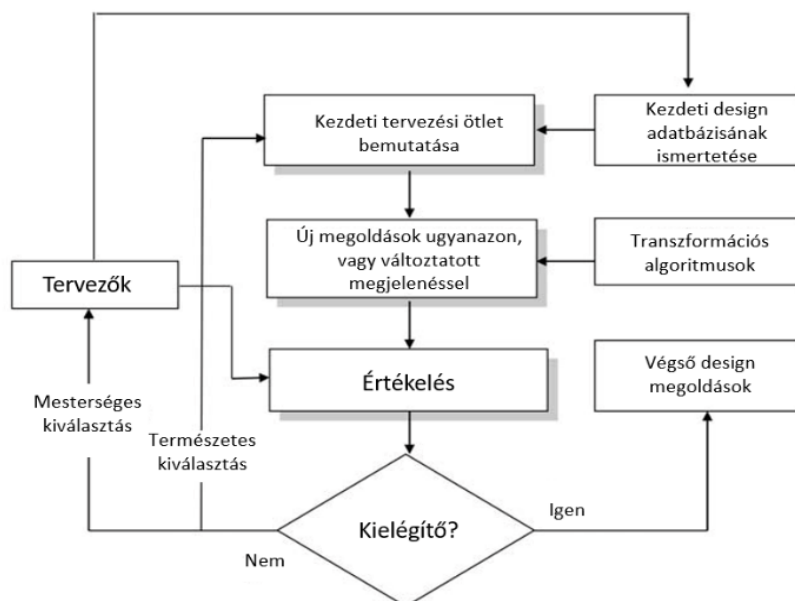 Kezdeti tervezési ötlet
bemutatása
Kezdeti design
adatbázisának
ismertetése
Új megoldások ugyanazon,
vagy változtatott
megjelenéssel
Transzformációs
algoritmusok
Tervezők
Értékelés
Végső design
megoldások
Mesterséges
kiválasztás
Természetes
kiválasztás
Kielégítő?
Igen
Nem